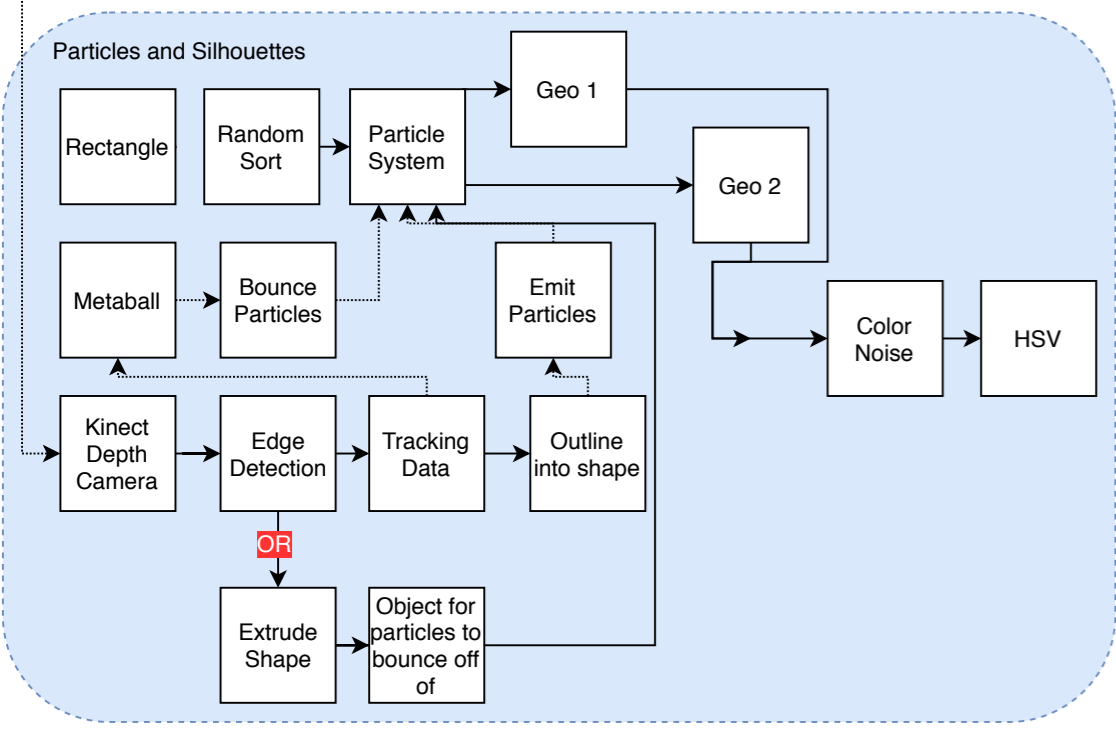 Particles and Silhouettes
Geo 1
Rectangle
Random
Sort
Particle
System
Geo 2
Metaball
Bounce
Particles
Emit
Particles
Color
Noise
HSV
Kinect
Depth
Camera
Edge
Detection
Tracking
Data
Outline
into shape
OR
Extrude
Shape
Object for
particles to
bounce off
of